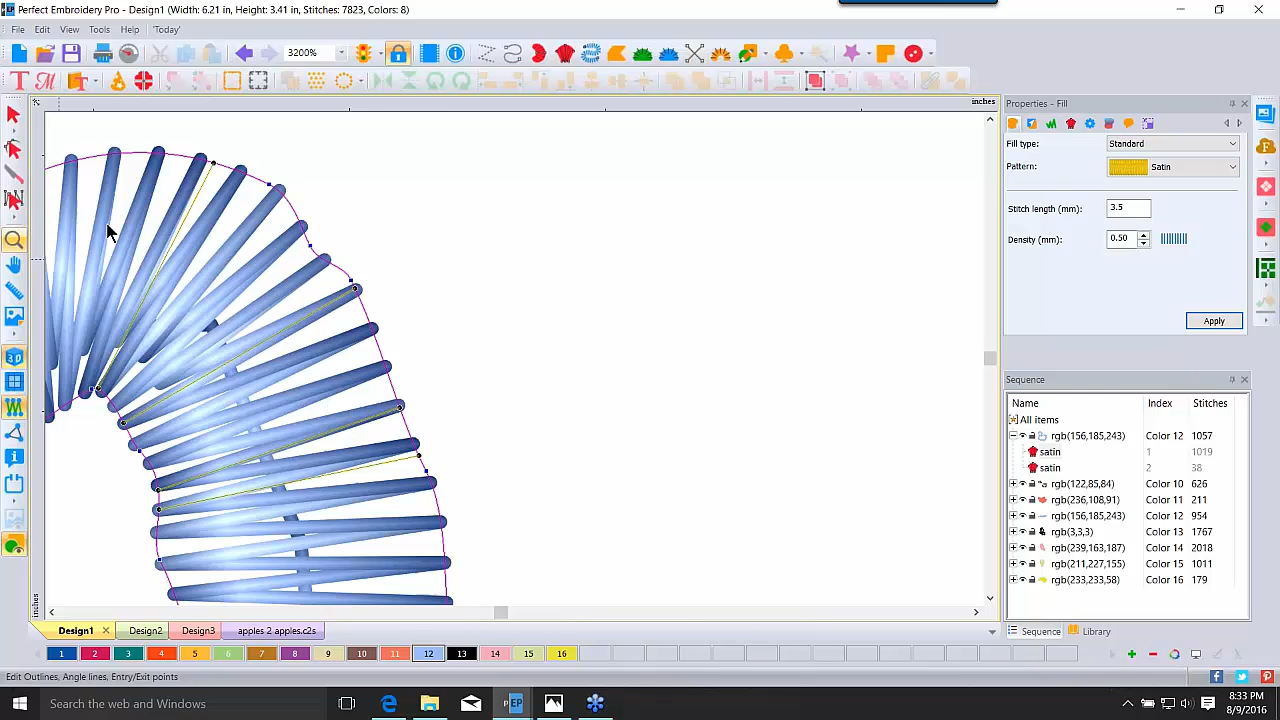 Perfect Embroidery Pro - Design1 (Width: 6.21 in, Height: 3.41 in, Stitches: 7823, Colors: 8)
File Edit View Tools Help 'Today'
3200%
inches
Properties - Fill
Fill type: Standard
Pattern: Satin
Stitch length (mm): 3.5
Density (mm): 0.50
Apply
Sequence
Name Index Stitches
All items
rgb(156,185,243) Color 12 1057
satin 1 1019
satin 2 38
rgb(122,85,84) Color 10 626
rgb(236,108,91) Color 11 211
rgb(156,185,243) Color 12 954
rgb(3,3,3) Color 13 1767
rgb(239,163,187) Color 14 2018
rgb(211,227,155) Color 15 1011
rgb(233,233,58) Color 16 179
3D
inches
Design1 Design2 Design3 apples 2 apples.c2s
Sequence Library
1 2 3 4 5 6 7 8 9 10 11 12 13 14 15 16
Edit Outlines, Angle lines, Entry/Exit points
Search the web and Windows
PEP
8:33 PM
8/9/2016